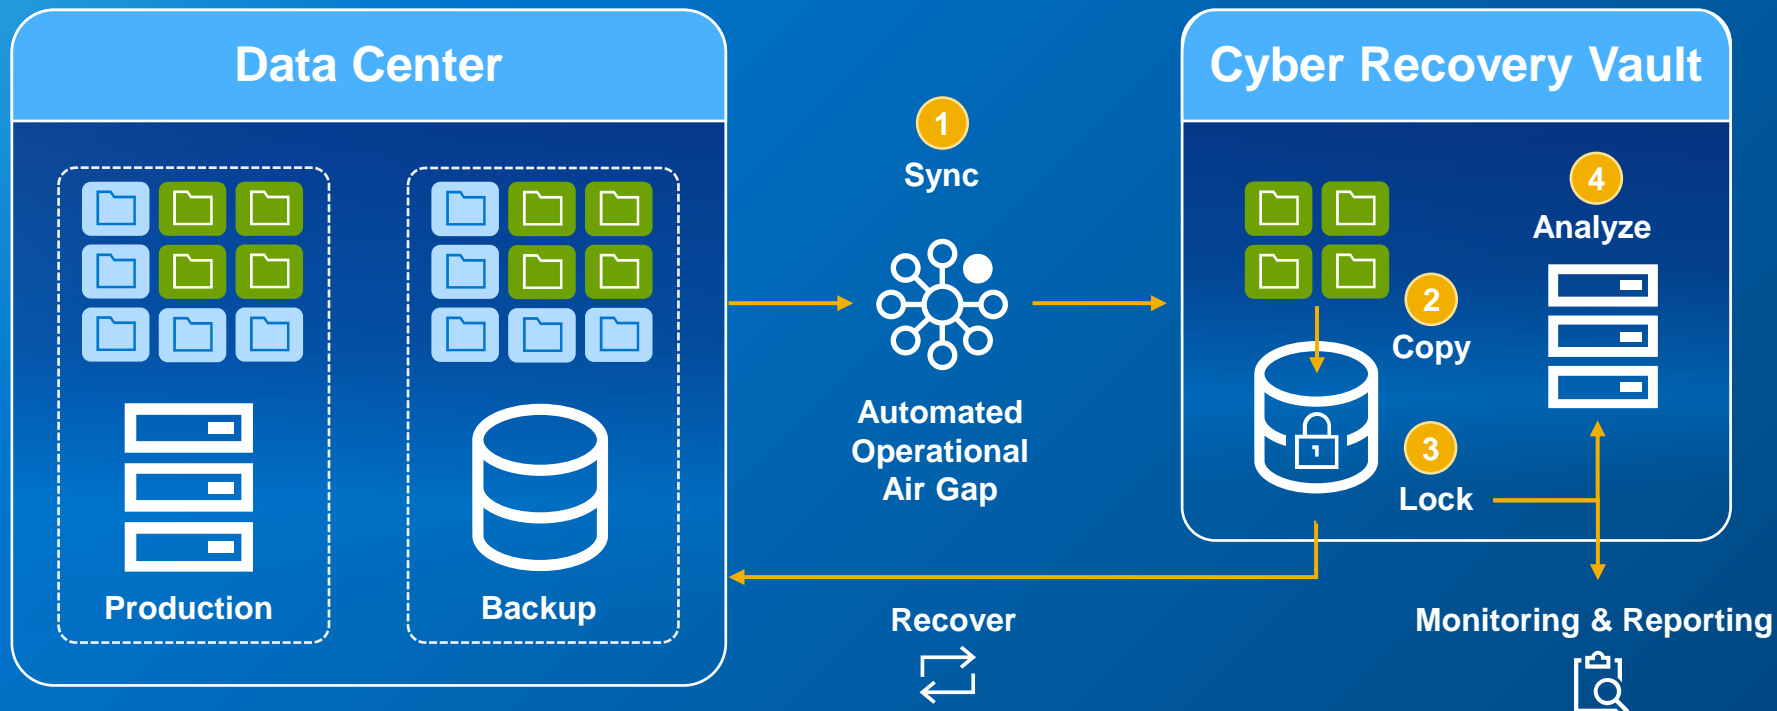 Data Center
Cyber Recovery Vault
1
Sync
4
Analyze
2
Copy
Automated
Operational
Air Gap
3
Lock
Production
Backup
Recover
Monitoring & Reporting